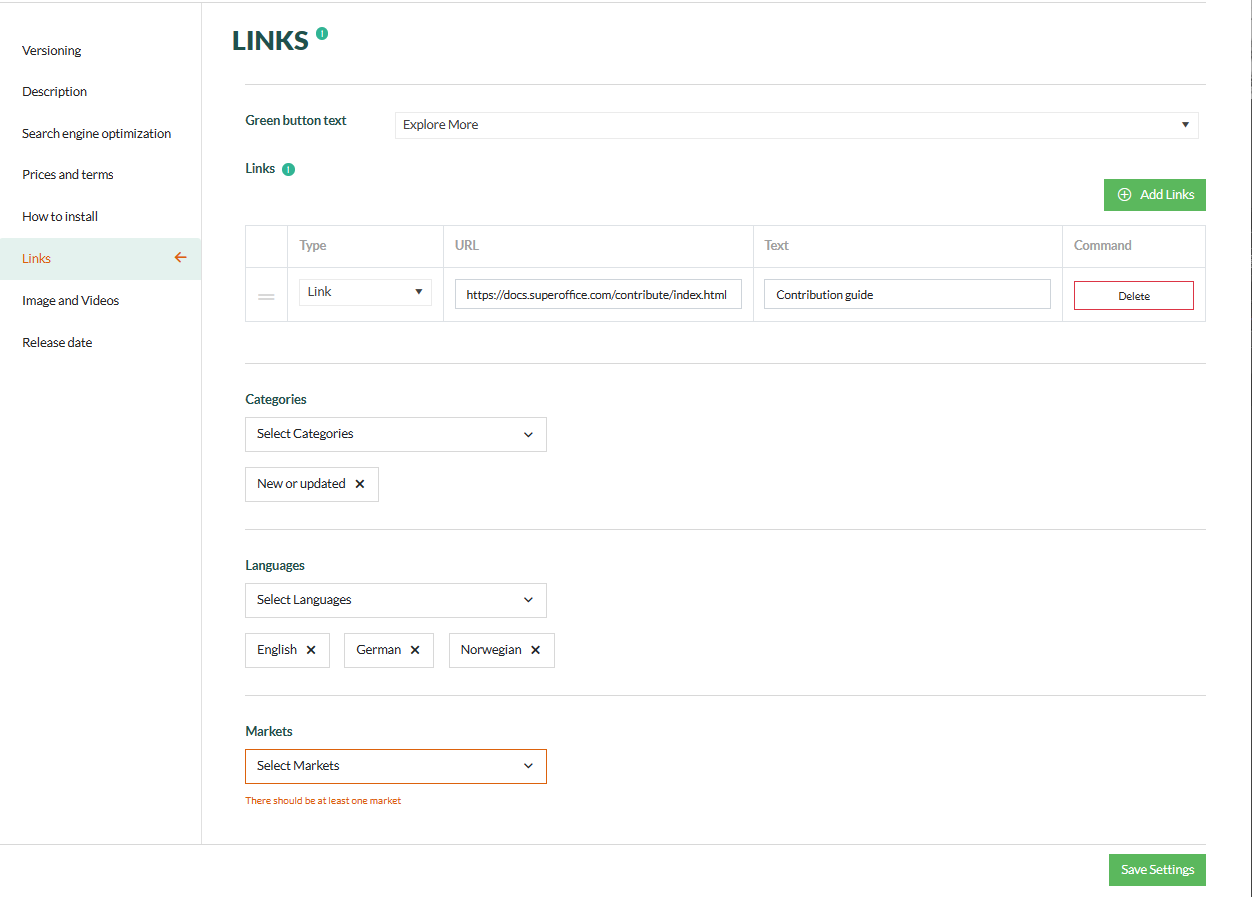 Versioning
Description
Search engine optimization
Prices and terms
How to install
Links
Image and Videos
Release date
LINKS
Green button text
Explore More
Links
Add Links
Type URL Text Command
Link https://docs.superoffice.com/contribute/index.html Contribution guide Delete
Categories
Select Categories
New or updated
Languages
Select Languages
English German Norwegian
Markets
Select Markets
There should be at least one market
Save Settings